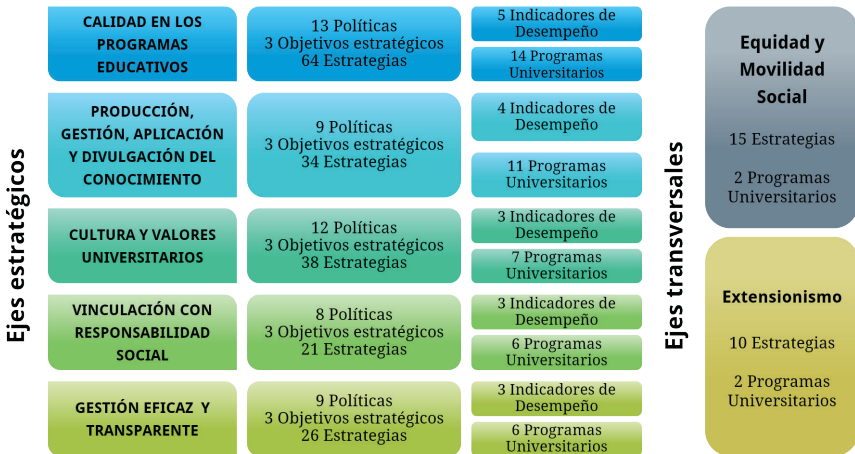 Ejes estratégicos
CALIDAD EN LOS
PROGRAMAS
EDUCATIVOS
13 Políticas
3 Objetivos estratégicos
64 Estrategias
5 Indicadores de
Desempeño
14 Programas
Universitarios
PRODUCCIÓN,
GESTIÓN, APLICACIÓN
Y DIVULGACIÓN DEL
CONOCIMIENTO
9 Políticas
3 Objetivos estratégicos
34 Estrategias
4 Indicadores de
Desempeño
11 Programas
Universitarios
CULTURA Y VALORES
UNIVERSITARIOS
12 Políticas
3 Objetivos estratégicos
38 Estrategias
3 Indicadores de
Desempeño
7 Programas
Universitarios
VINCULACIÓN CON
RESPONSABILIDAD
SOCIAL
8 Políticas
3 Objetivos estratégicos
21 Estrategias
3 Indicadores de
Desempeño
6 Programas
Universitarios
GESTIÓN EFICAZ Y
TRANSPARENTE
9 Políticas
3 Objetivos estratégicos
26 Estrategias
3 Indicadores de
Desempeño
6 Programas
Universitarios
Ejes transversales
Equidad y
Movilidad
Social
15 Estrategias
2 Programas
Universitarios
Extensionismo
10 Estrategias
2 Programas
Universitarios